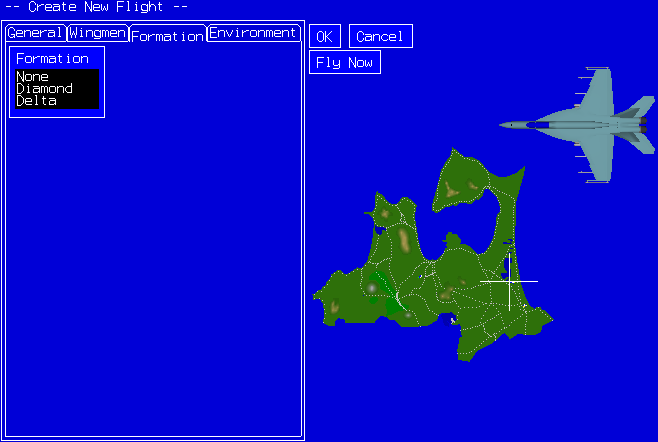 -- Create New Flight --
General Wingmen Formation Environment
OK Cancel
Fly Now
Formation
None
Diamond
Delta